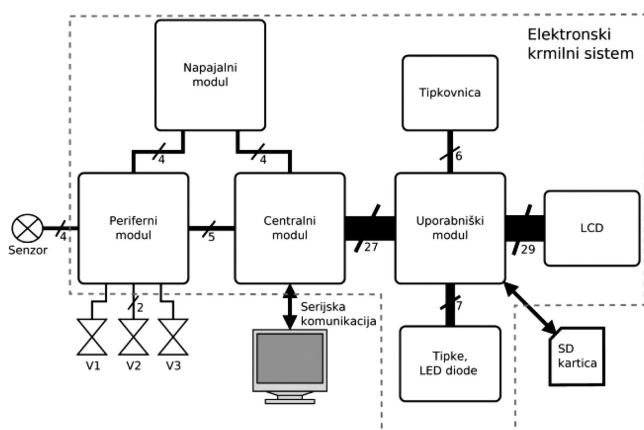 Elektronski
krmilni sistem
Napajalni
modul
Tipkovnica
4
4
6
Periferni
modul
Centralni
modul
Uporabniški
modul
LCD
Senzor
4
5
27
29
2
Serijska
komunikacija
7
V1
V2
V3
Tipke,
LED diode
SD
kartica